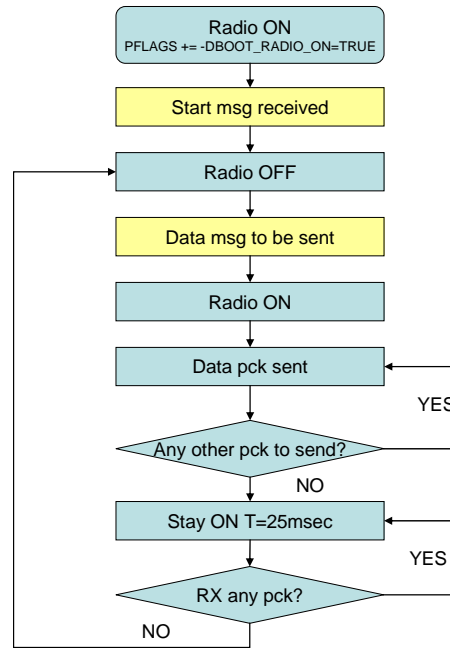 Radio ON
PFLAGS += -DBOOT_RADIO_ON=TRUE
Start msg received
Radio OFF
Data msg to be sent
Radio ON
Data pck sent
YES
Any other pck to send?
NO
Stay ON T=25msec
YES
RX any pck?
NO